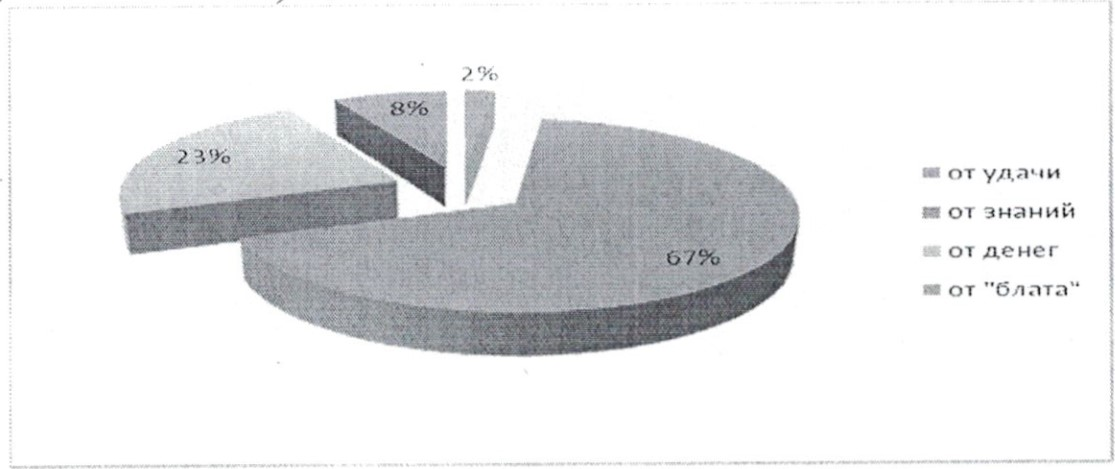 2%
8%
23%
67%
от удачи
от знаний
от денег
от "блата"